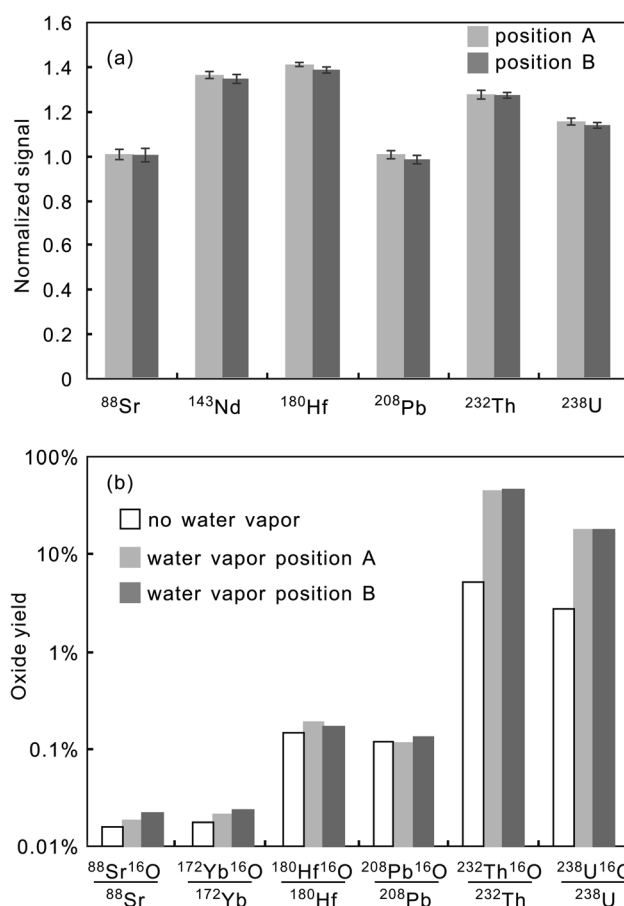 (a)
position A
position B
Normalized signal
1.6
1.4
1.2
1.0
0.8
0.6
0.4
0.2
0
⁸⁸Sr ¹⁴³Nd ¹⁸⁰Hf ²⁰⁸Pb ²³²Th ²³⁸U
(b)
no water vapor
water vapor position A
water vapor position B
Oxide yield
100%
10%
1%
0.1%
0.01%
⁸⁸Sr¹⁶O ¹⁷²Yb¹⁶O ¹⁸⁰Hf¹⁶O ²⁰⁸Pb¹⁶O ²³²Th¹⁶O ²³⁸U¹⁶O
⁸⁸Sr ¹⁷²Yb ¹⁸⁰Hf ²⁰⁸Pb ²³²Th ²³⁸U